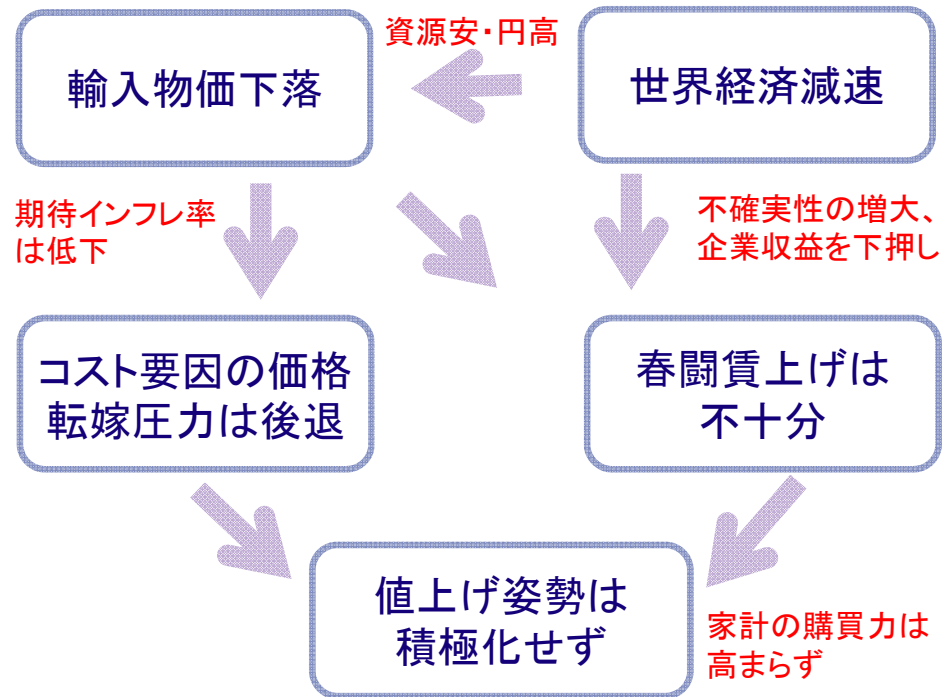 資源安・円高
輸入物価下落
世界経済減速
期待インフレ率
は低下
不確実性の増大、
企業収益を下押し
コスト要因の価格
転嫁圧力は後退
春闘賃上げは
不十分
値上げ姿勢は
積極化せず
家計の購買力は
高まらず